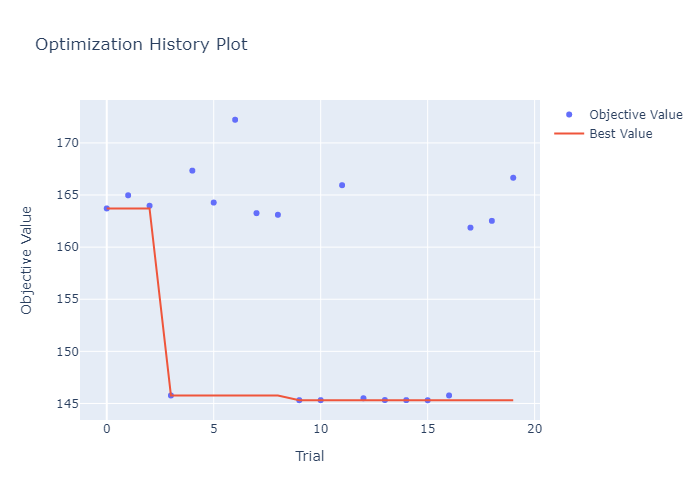 Optimization History Plot
Objective Value
Best Value
170
165
160
155
150
145
Objective Value
0
5
10
15
20
Trial